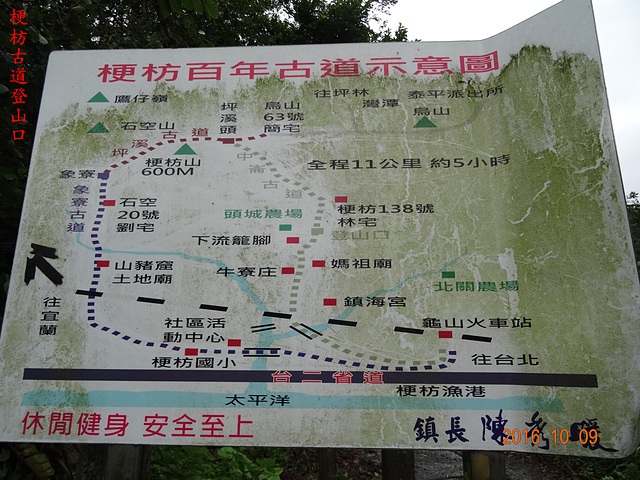 梗枋古道登山口
梗枋百年古道示意圖
鷹仔嶺
坪溪頭
烏山63號簡宅
往坪林
灣潭
泰平派出所
烏山
石空山
坪溪古道
梗枋山
600M
中崙古道
全程11公里 約5小時
象寮
象寮古道
石空
20號
劉宅
頭城農場
梗枋138號
林宅
登山口
下流龍腳
山豬窟
土地廟
牛寮庄
媽祖廟
北關農場
往宜蘭
鎮海宮
社區活
動中心
龜山火車站
梗枋國小
往台北
台二省道
梗枋漁港
太平洋
休閒健身 安全至上
鎮長 陳秀暖
2016 10 09